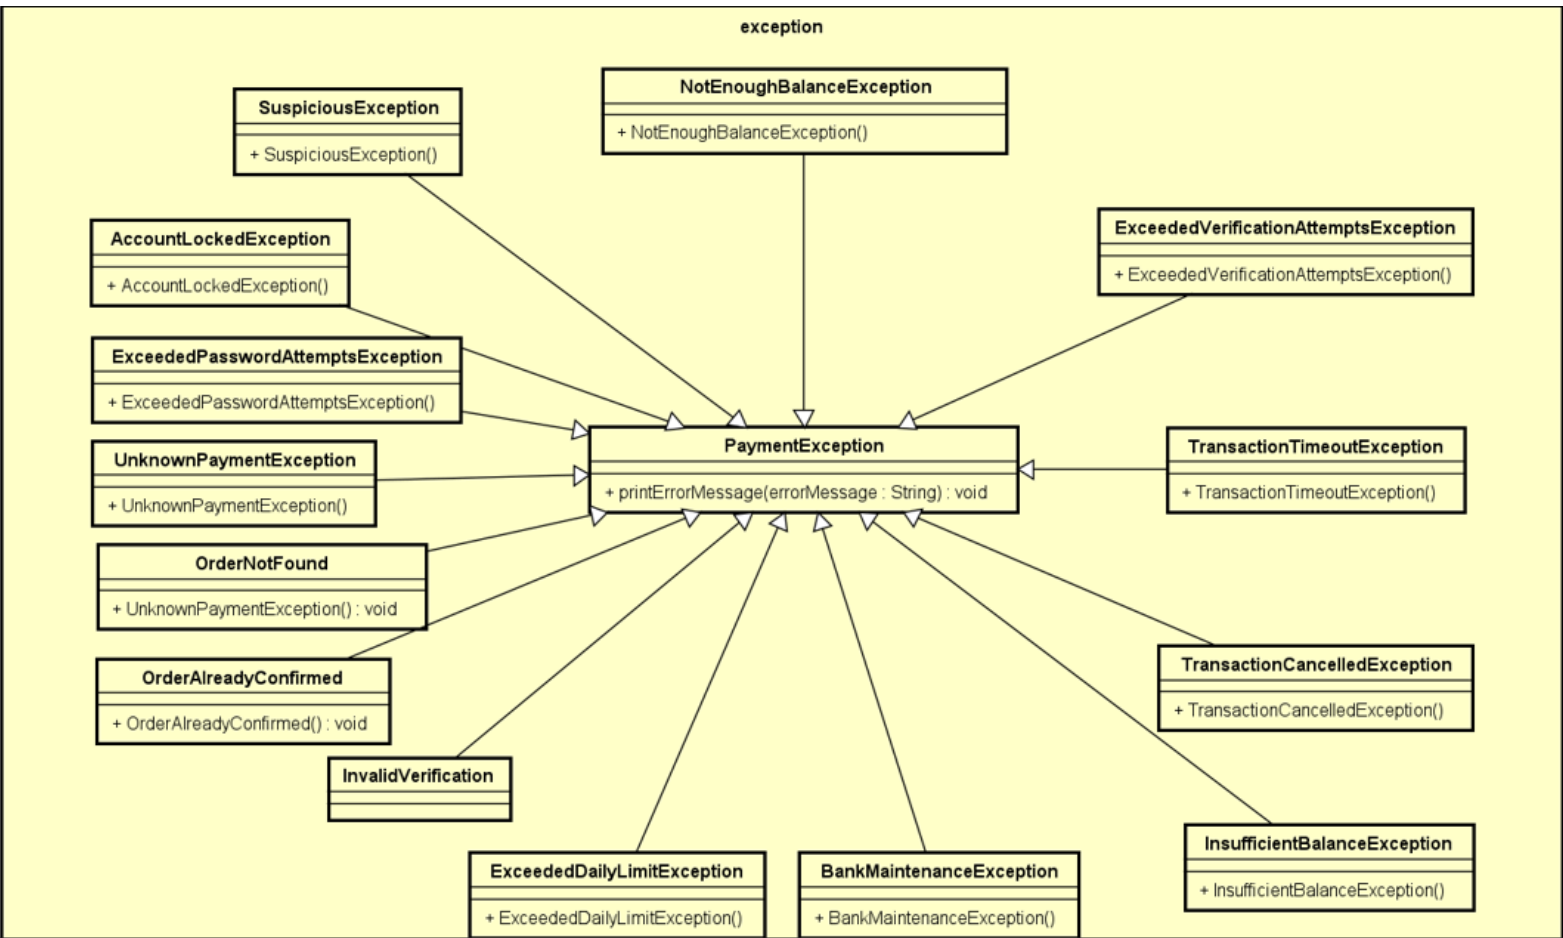 exception
NotEnoughBalanceException
+ NotEnoughBalanceException()
SuspiciousException
+ SuspiciousException()
AccountLockedException
+ AccountLockedException()
ExceededVerificationAttemptsException
+ ExceededVerificationAttemptsException()
ExceededPasswordAttemptsException
+ ExceededPasswordAttemptsException()
PaymentException
+ printErrorMessage(errorMessage : String) : void
TransactionTimeoutException
+ TransactionTimeoutException()
UnknownPaymentException
+ UnknownPaymentException()
OrderNotFound
+ UnknownPaymentException() : void
OrderAlreadyConfirmed
+ OrderAlreadyConfirmed() : void
TransactionCancelledException
+ TransactionCancelledException()
InvalidVerification
InsufficientBalanceException
+ InsufficientBalanceException()
ExceededDailyLimitException
+ ExceededDailyLimitException()
BankMaintenanceException
+ BankMaintenanceException()